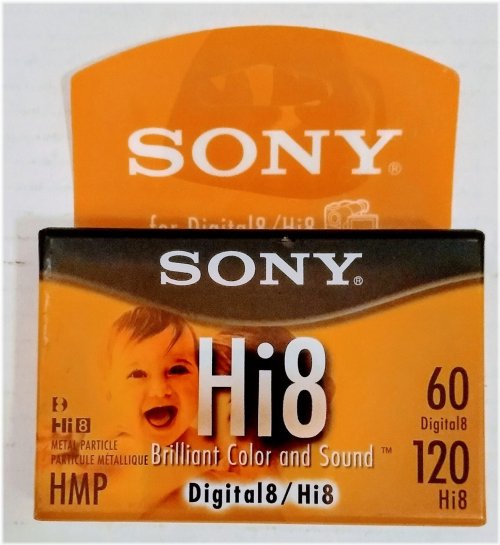 SONY®
for Digital8/Hi8
SONY®
Hi8
60
Digital8
Hi8
METAL PARTICLE
PARTICULE MÉTALLIQUE
Brilliant Color and Sound™
120
Hi8
HMP
Digital8/Hi8